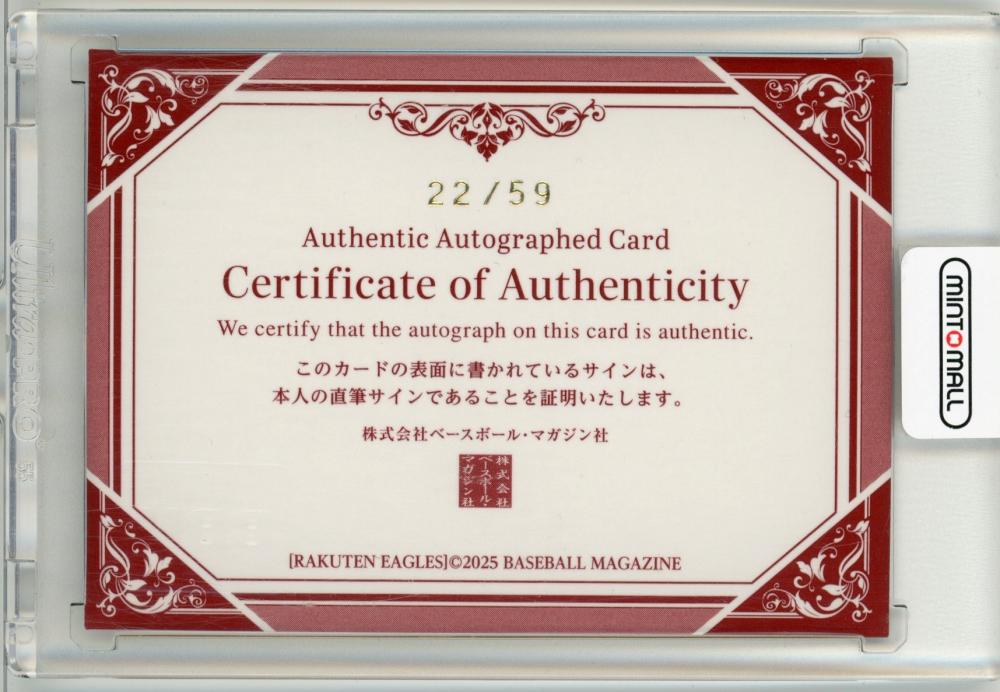 22/59
Authentic Autographed Card
Certificate of Authenticity
We certify that the autograph on this card is authentic.
このカードの表面に書かれているサインは、
本人の直筆サインであることを証明いたします。
株式会社ベースボール・マガジン社
株式会社
ベースボール・
マガジン社
[RAKUTEN EAGLES]©2025 BASEBALL MAGAZINE
MINTOMALL